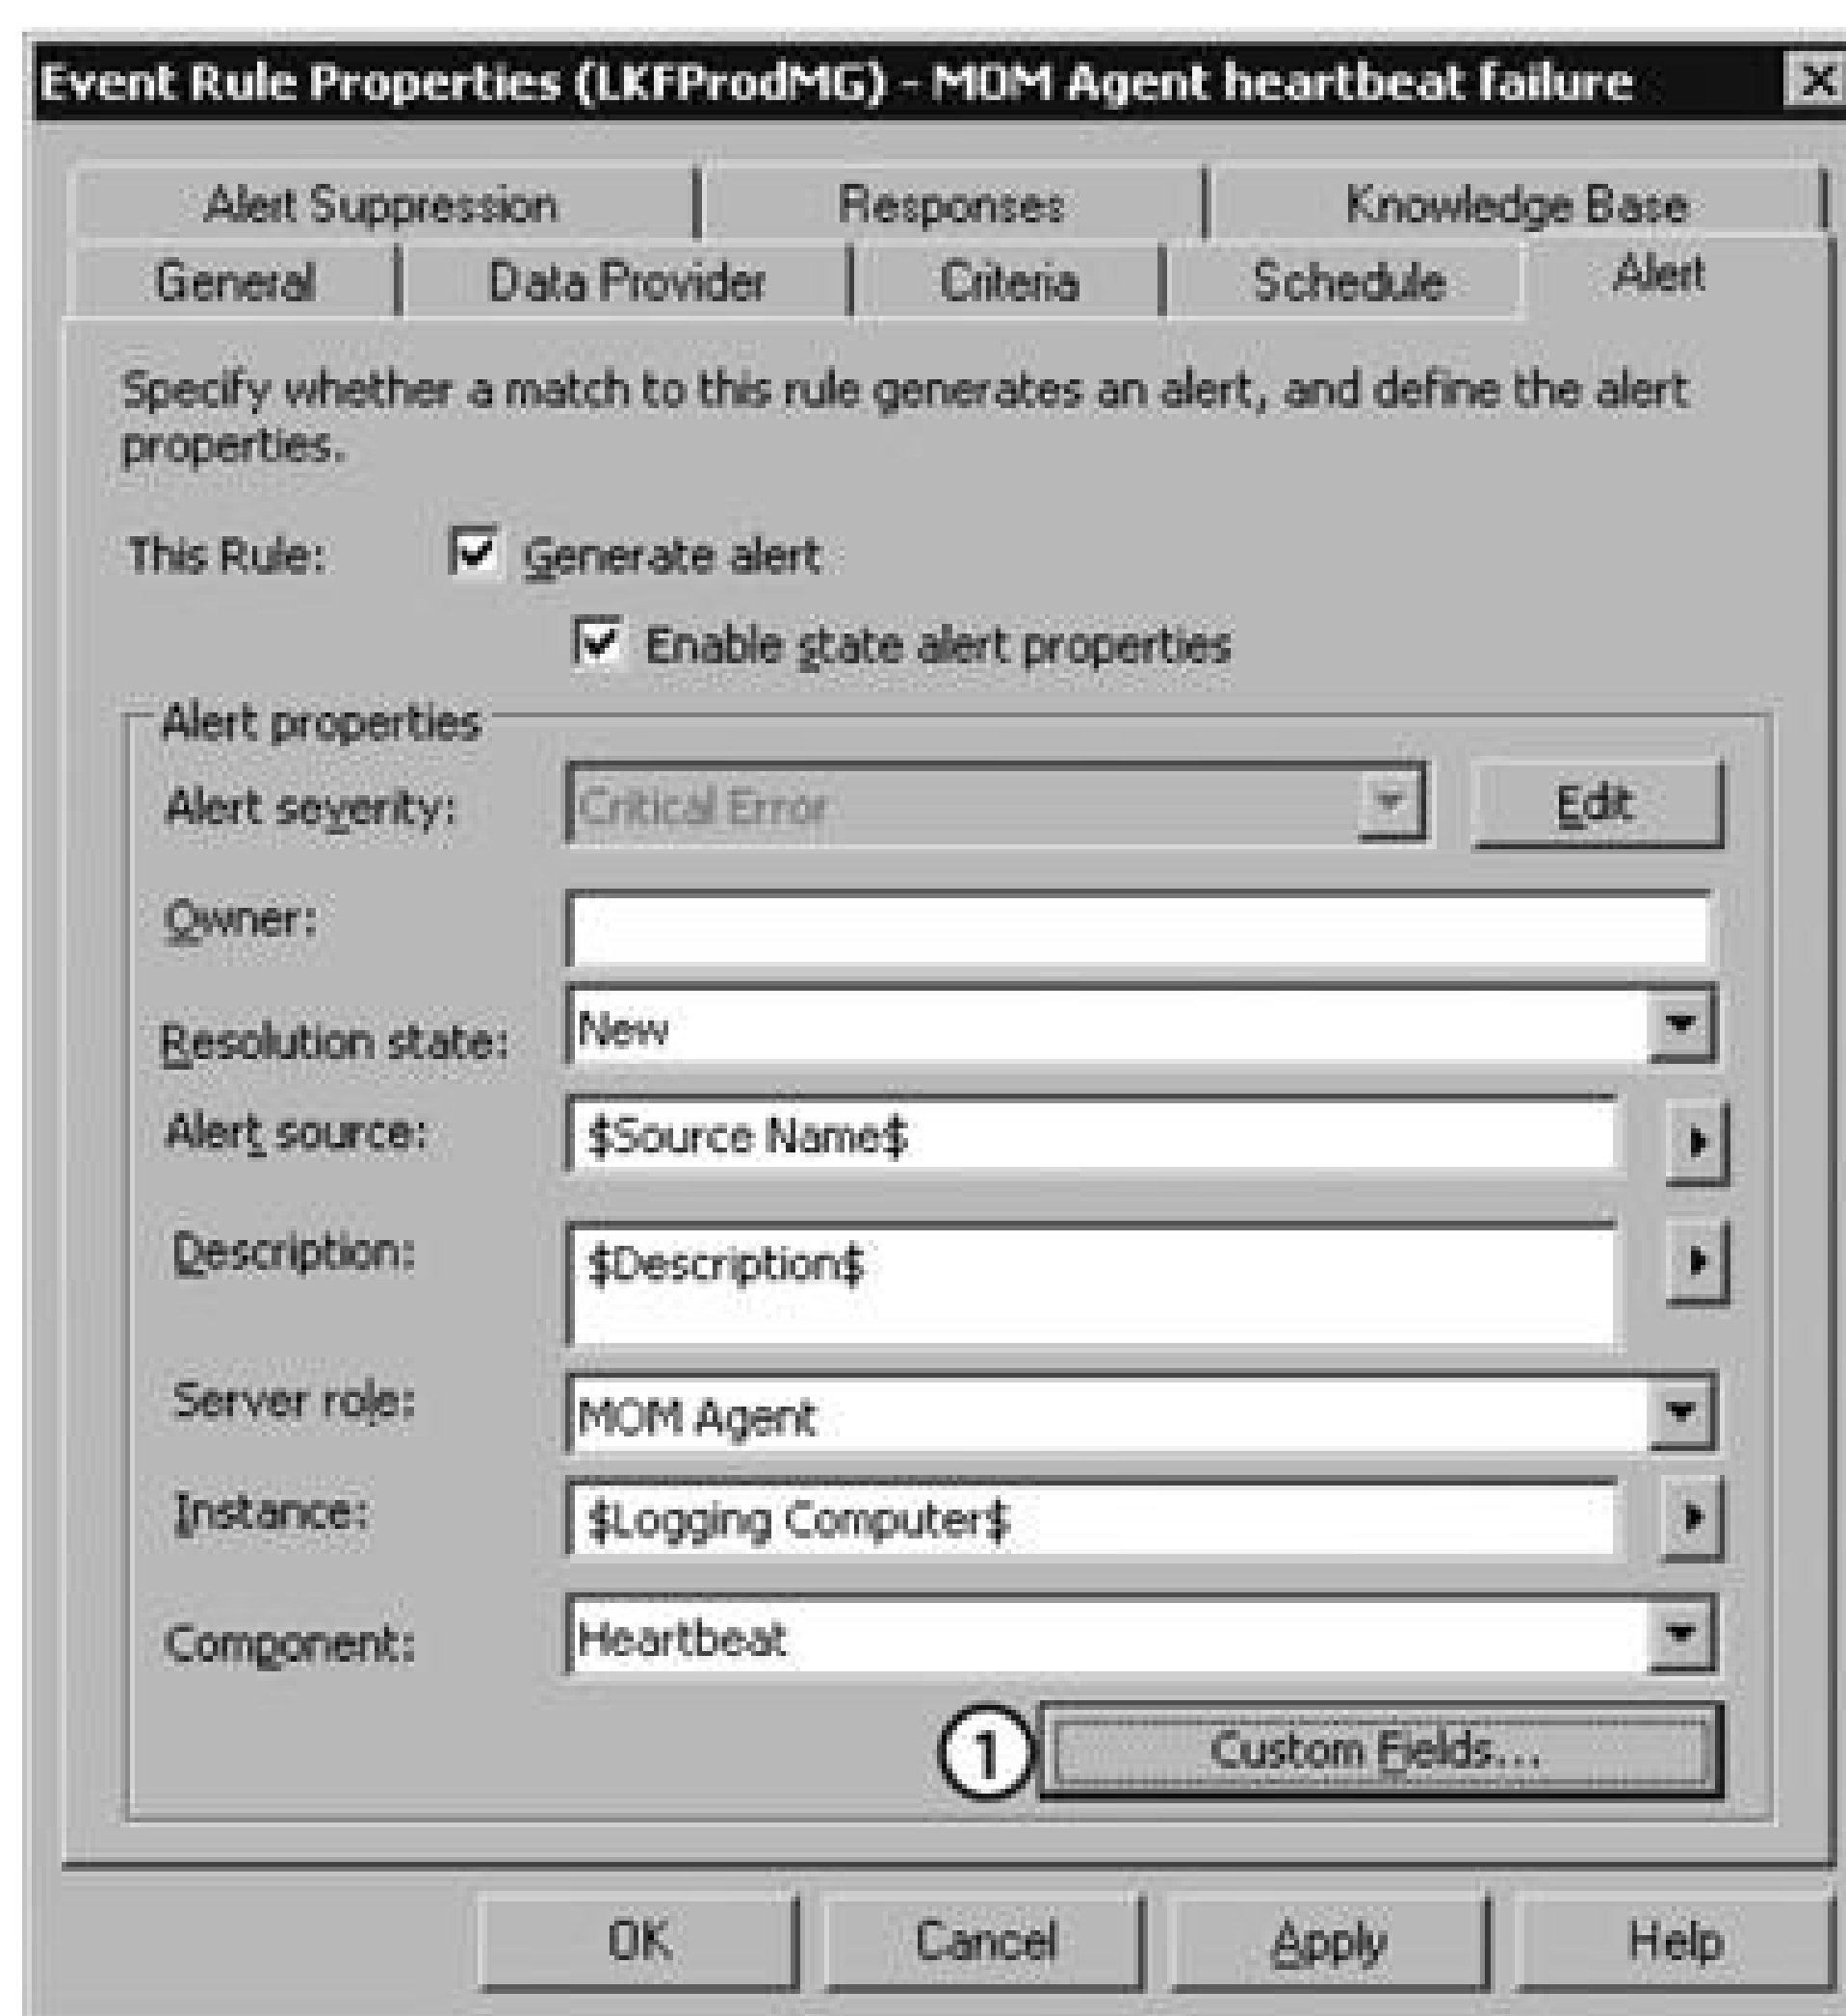 Event Rule Properties (LKFProdMG) - MOM Agent heartbeat failure
Alert Suppression Responses Knowledge Base
General Data Provider Criteria Schedule Alert
Specify whether a match to this rule generates an alert, and define the alert
properties.
This Rule: Generate alert
Enable state alert properties
Alert properties
Alert severity: Critical Error Edit
Owner:
Resolution state: New
Alert source: $Source Name$
Description: $Description$
Server role: MOM Agent
Instance: $Logging Computer$
Component: Heartbeat
1 Custom Fields...
OK Cancel Apply Help